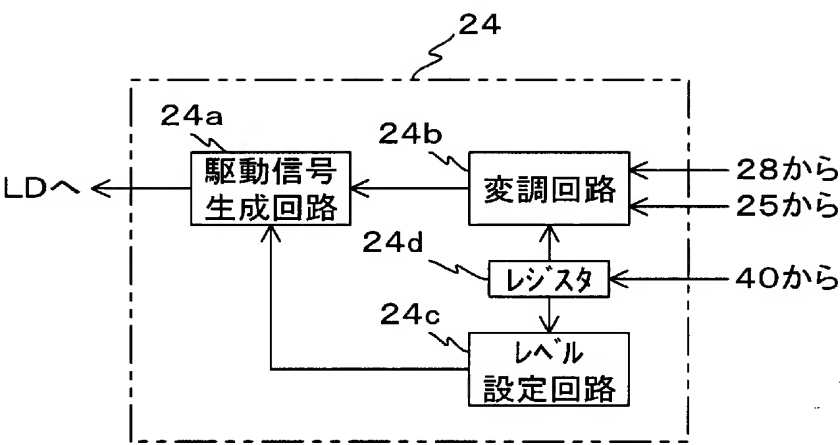 24
24a
駆動信号
生成回路
LDへ
24b
変調回路
28から
25から
24d
レジスタ
40から
24c
レベル
設定回路